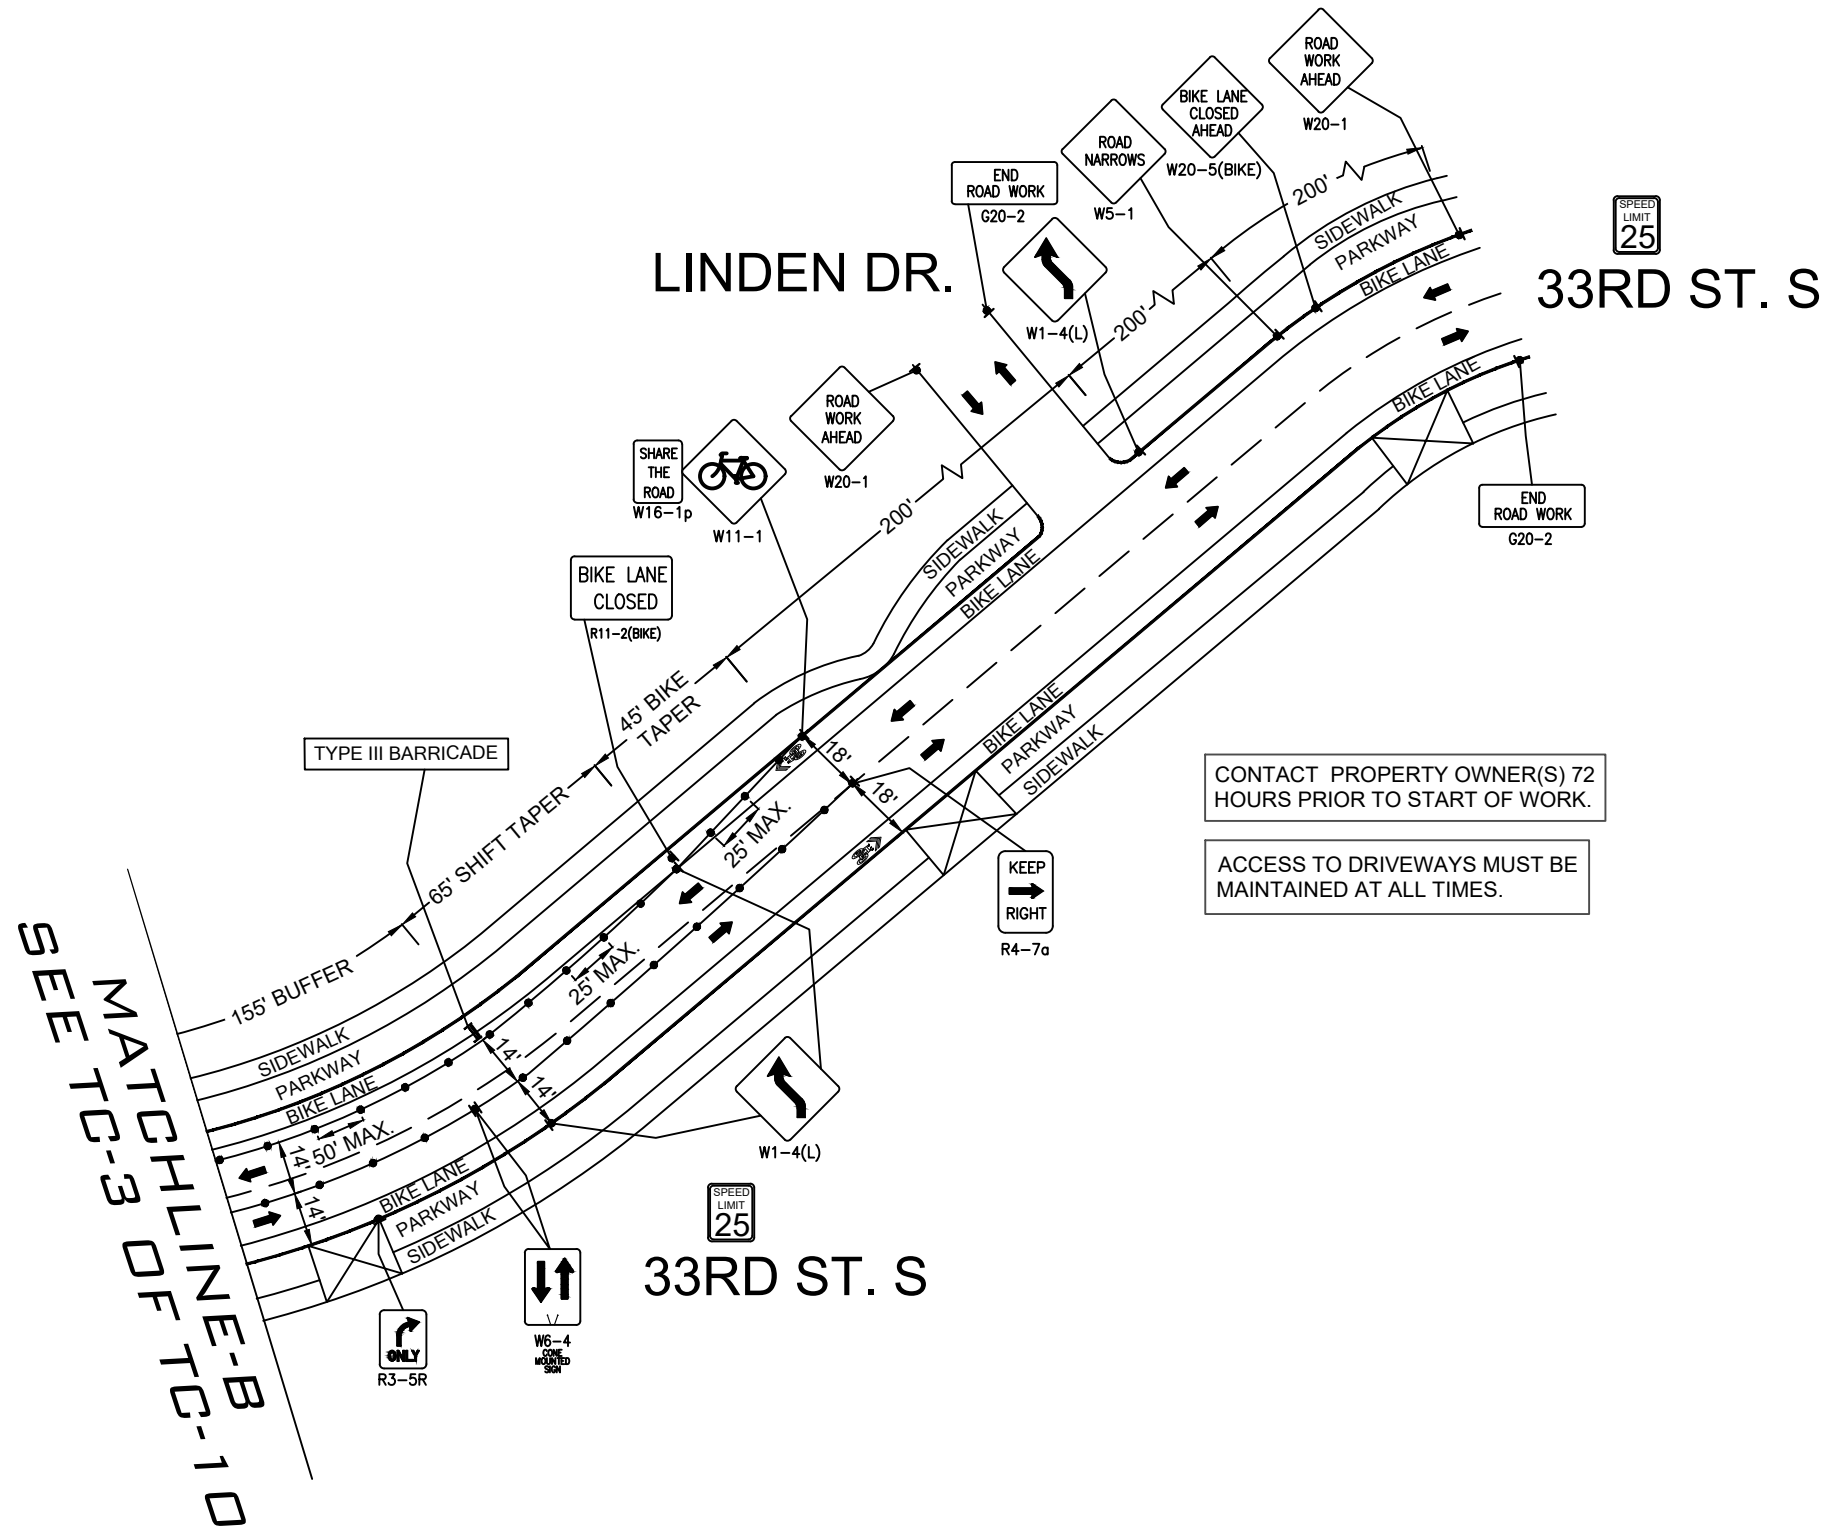 ROAD
WORK
AHEAD
W20-1
BIKE LANE
CLOSED
AHEAD
W20-5(BIKE)
ROAD
NARROWS
W5-1
END
ROAD WORK
G20-2
W1-4(L)
LINDEN DR.
SPEED
LIMIT
25
33RD ST. S
200'
200'
200'
SIDEWALK
PARKWAY
BIKE LANE
BIKE LANE
END
ROAD WORK
G20-2
ROAD
WORK
AHEAD
W20-1
SHARE
THE
ROAD
W16-1p
W11-1
BIKE LANE
CLOSED
R11-2(BIKE)
SIDEWALK
PARKWAY
BIKE LANE
45' BIKE
TAPER
65' SHIFT TAPER
155' BUFFER
TYPE III BARRICADE
18'
18'
25' MAX.
25' MAX.
BIKE LANE
PARKWAY
SIDEWALK
KEEP
RIGHT
R4-7a
CONTACT PROPERTY OWNER(S) 72
HOURS PRIOR TO START OF WORK.
ACCESS TO DRIVEWAYS MUST BE
MAINTAINED AT ALL TIMES.
SIDEWALK
PARKWAY
BIKE LANE
14'
14'
50' MAX.
14'
14'
BIKE LANE
PARKWAY
SIDEWALK
W1-4(L)
SPEED
LIMIT
25
33RD ST. S
W6-4
CONE
MOUNTED
SIGN
ONLY
R3-5R
MATCHLINE-B
SEE TC-3 OF TC-10